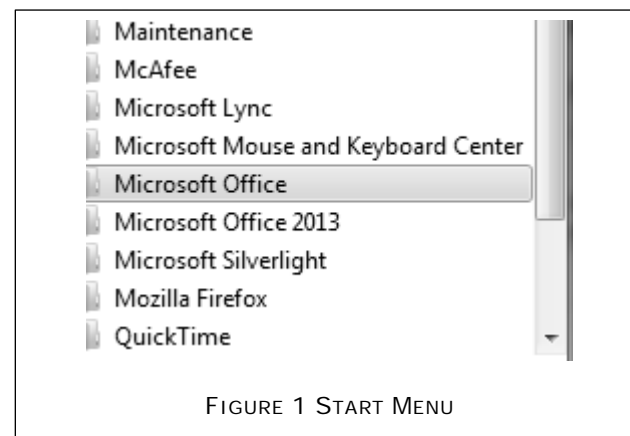 Maintenance
McAfee
Microsoft Lync
Microsoft Mouse and Keyboard Center
Microsoft Office
Microsoft Office 2013
Microsoft Silverlight
Mozilla Firefox
QuickTime
FIGURE 1 START MENU